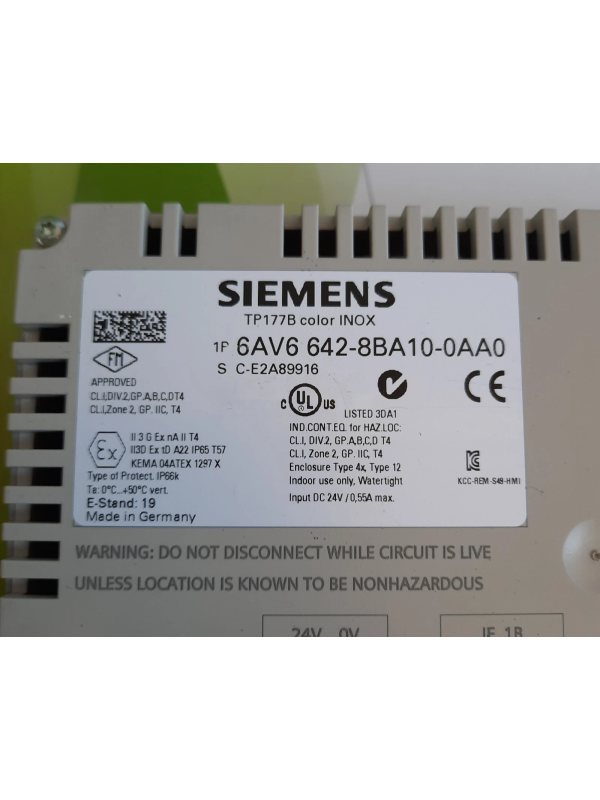 SIEMENS
TP177B color INOX
1P 6AV6 642-8BA10-0AA0
S C-E2A89916
FM
APPROVED
CL.I,DIV.2,GP.A,B,C,DT4
CL.I,Zone 2, GP. IIC, T4
C UL US
LISTED 3DA1
IND.CONT.EQ. for HAZ.LOC:
CL.I, DIV.2, GP.A,B,C,D T4
CL.I, Zone 2, GP. IIC, T4
Enclosure Type 4x, Type 12
Indoor use only, Watertight
Input DC 24V / 0,55A max.
CE
KCC-REM-S49-HMI
Ex
II 3 G Ex nA II T4
II3D Ex tD A22 IP65 T57
KEMA 04ATEX 1297 X
Type of Protect. IP66k
Ta: 0°C...+50°C vert.
E-Stand: 19
Made in Germany
WARNING: DO NOT DISCONNECT WHILE CIRCUIT IS LIVE
UNLESS LOCATION IS KNOWN TO BE NONHAZARDOUS
24V 0V
IF 1B